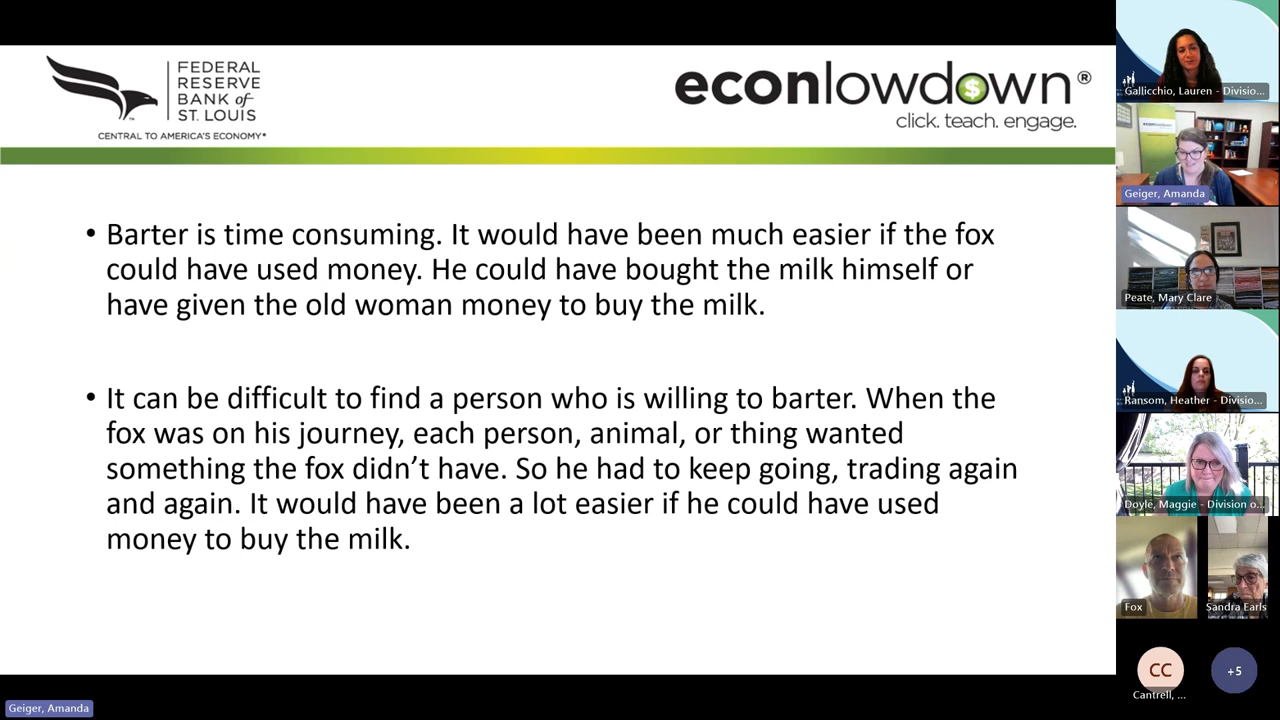 FEDERAL
RESERVE
BANK of
ST. LOUIS
CENTRAL TO AMERICA'S ECONOMY®
econlowdown®
click. teach. engage.
• Barter is time consuming. It would have been much easier if the fox
could have used money. He could have bought the milk himself or
have given the old woman money to buy the milk.
• It can be difficult to find a person who is willing to barter. When the
fox was on his journey, each person, animal, or thing wanted
something the fox didn’t have. So he had to keep going, trading again
and again. It would have been a lot easier if he could have used
money to buy the milk.
Geiger, Amanda
Gallicchio, Lauren - Divisio...
econlowdown
Geiger, Amanda
Peate, Mary Clare
Ransom, Heather - Divisio...
Doyle, Maggie - Division o...
Fox
Sandra Earls
CC
Cantrell, ...
+5